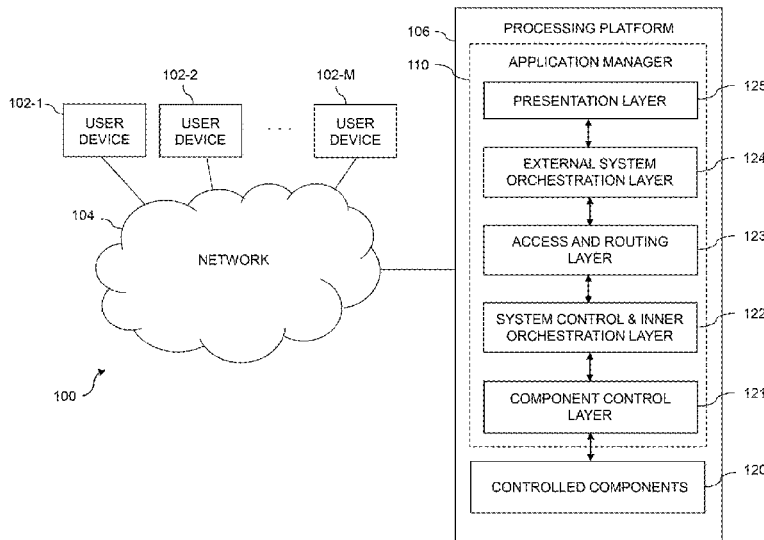 106
PROCESSING PLATFORM
110
APPLICATION MANAGER
102-1
102-2
102-M
USER
DEVICE
USER
DEVICE
. . .
USER
DEVICE
PRESENTATION LAYER
125
EXTERNAL SYSTEM
ORCHESTRATION LAYER
124
104
NETWORK
ACCESS AND ROUTING
LAYER
123
SYSTEM CONTROL & INNER
ORCHESTRATION LAYER
122
100
COMPONENT CONTROL
LAYER
121
CONTROLLED COMPONENTS
120